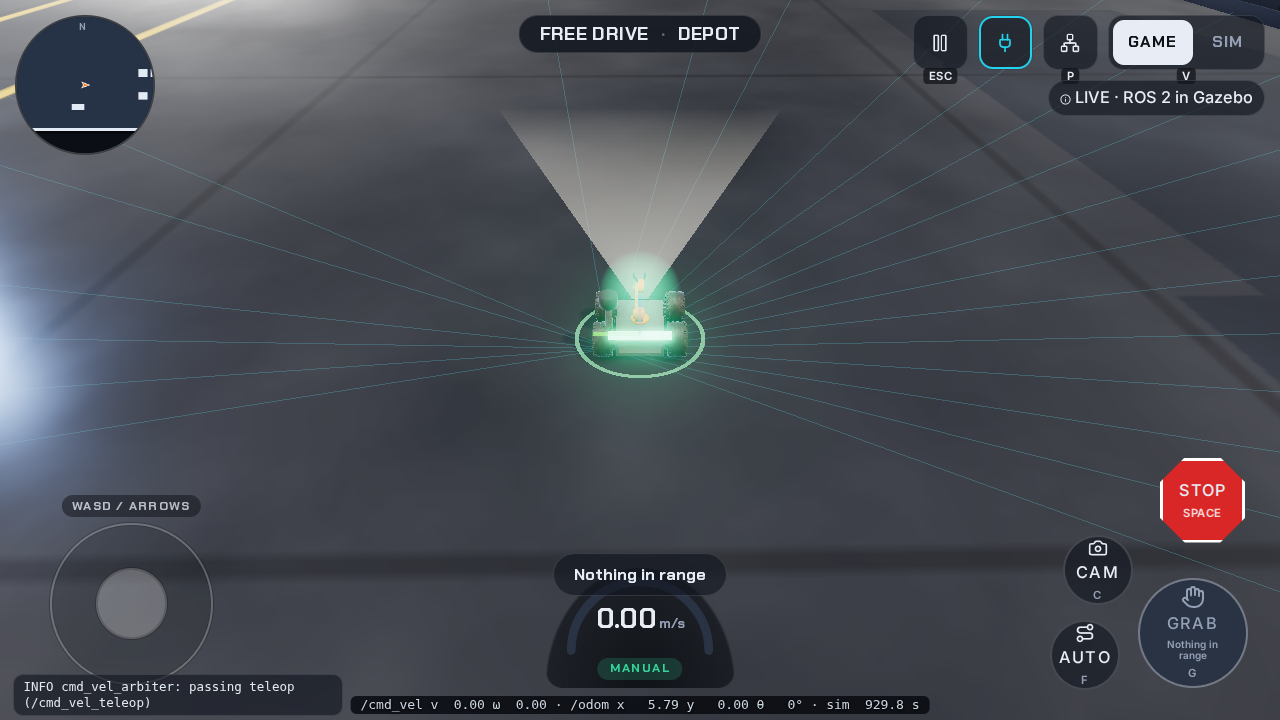 N
FREE DRIVE · DEPOT
ESC
P
GAME SIM
V
LIVE · ROS 2 in Gazebo
WASD / ARROWS
STOP
SPACE
CAM
C
GRAB
Nothing in
range
G
AUTO
F
Nothing in range
0.00 m/s
MANUAL
INFO cmd_vel_arbiter: passing teleop
(/cmd_vel_teleop)
/cmd_vel v 0.00 ω 0.00 · /odom x 5.79 y 0.00 θ 0° · sim 929.8 s